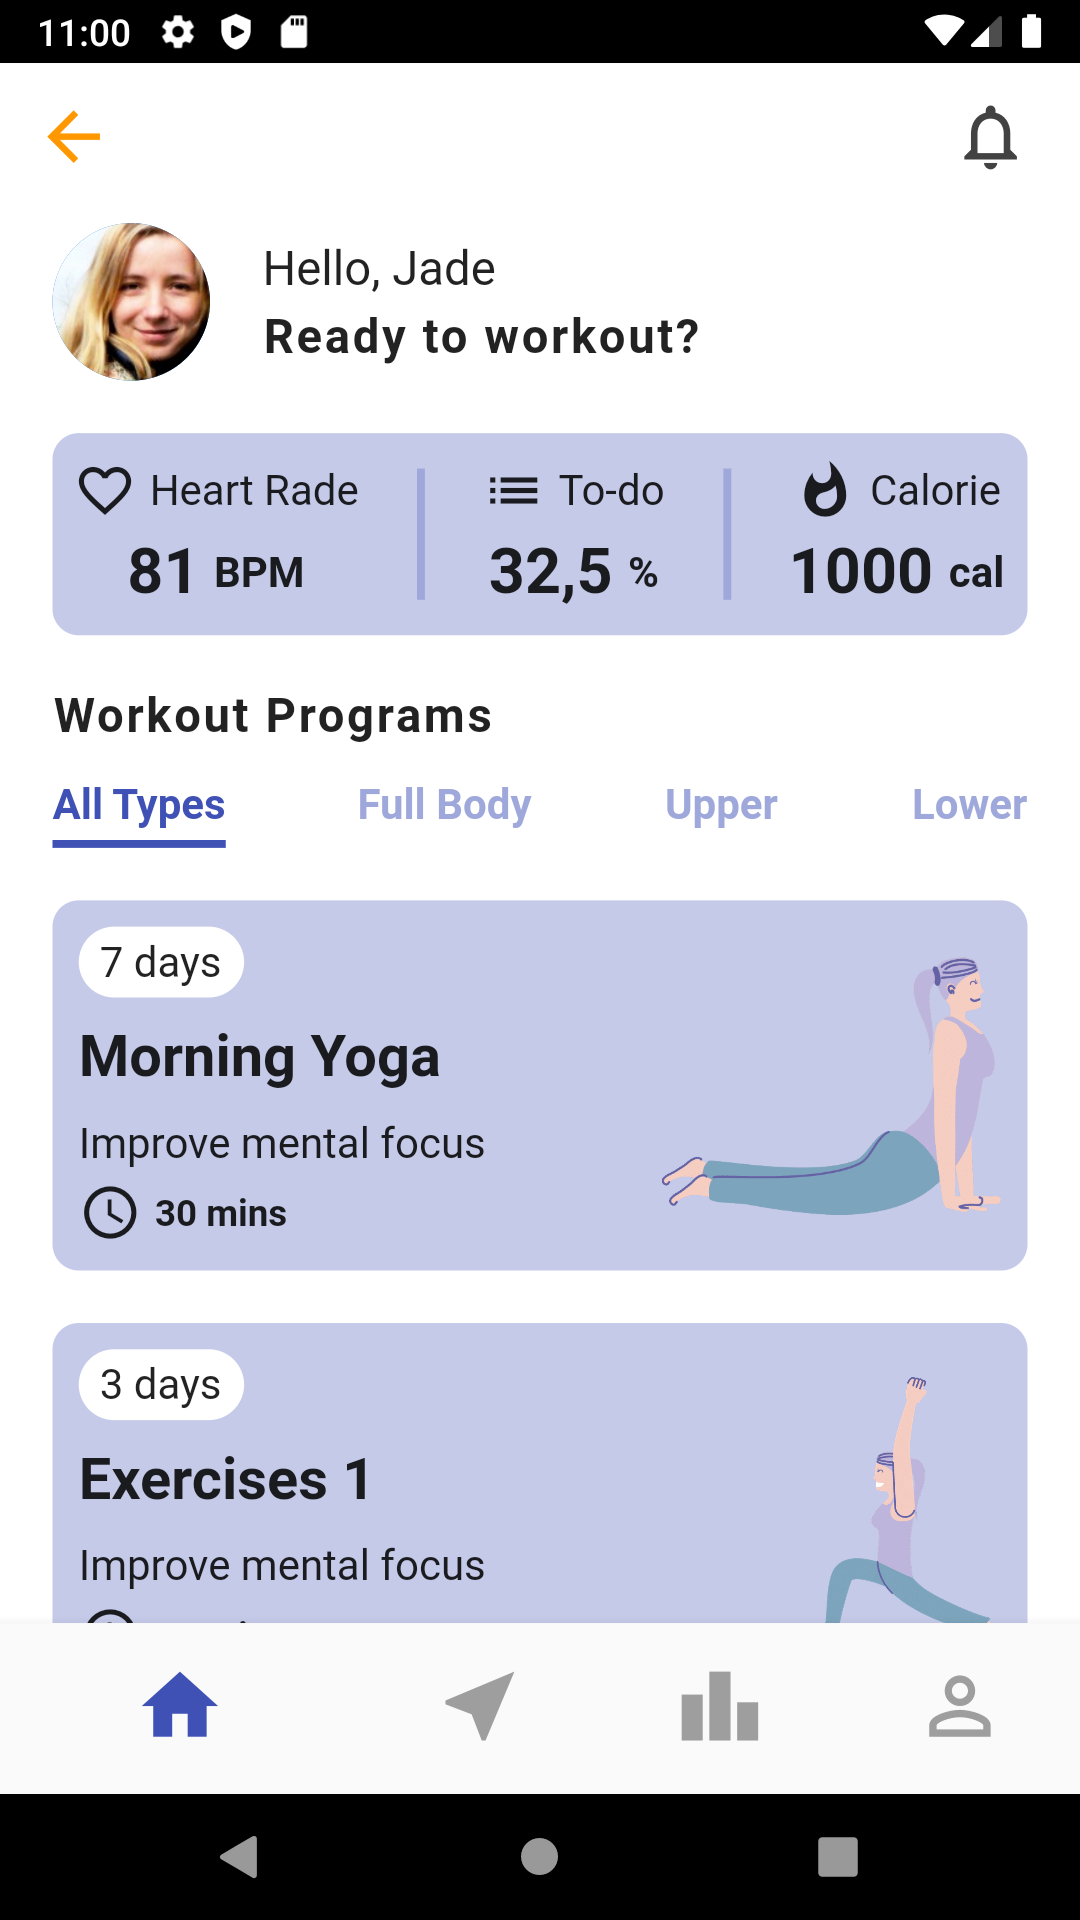 11:00
Hello, Jade
Ready to workout?
Heart Rade
To-do
Calorie
81 BPM
32,5 %
1000 cal
Workout Programs
All Types
Full Body
Upper
Lower
7 days
Morning Yoga
Improve mental focus
30 mins
3 days
Exercises 1
Improve mental focus